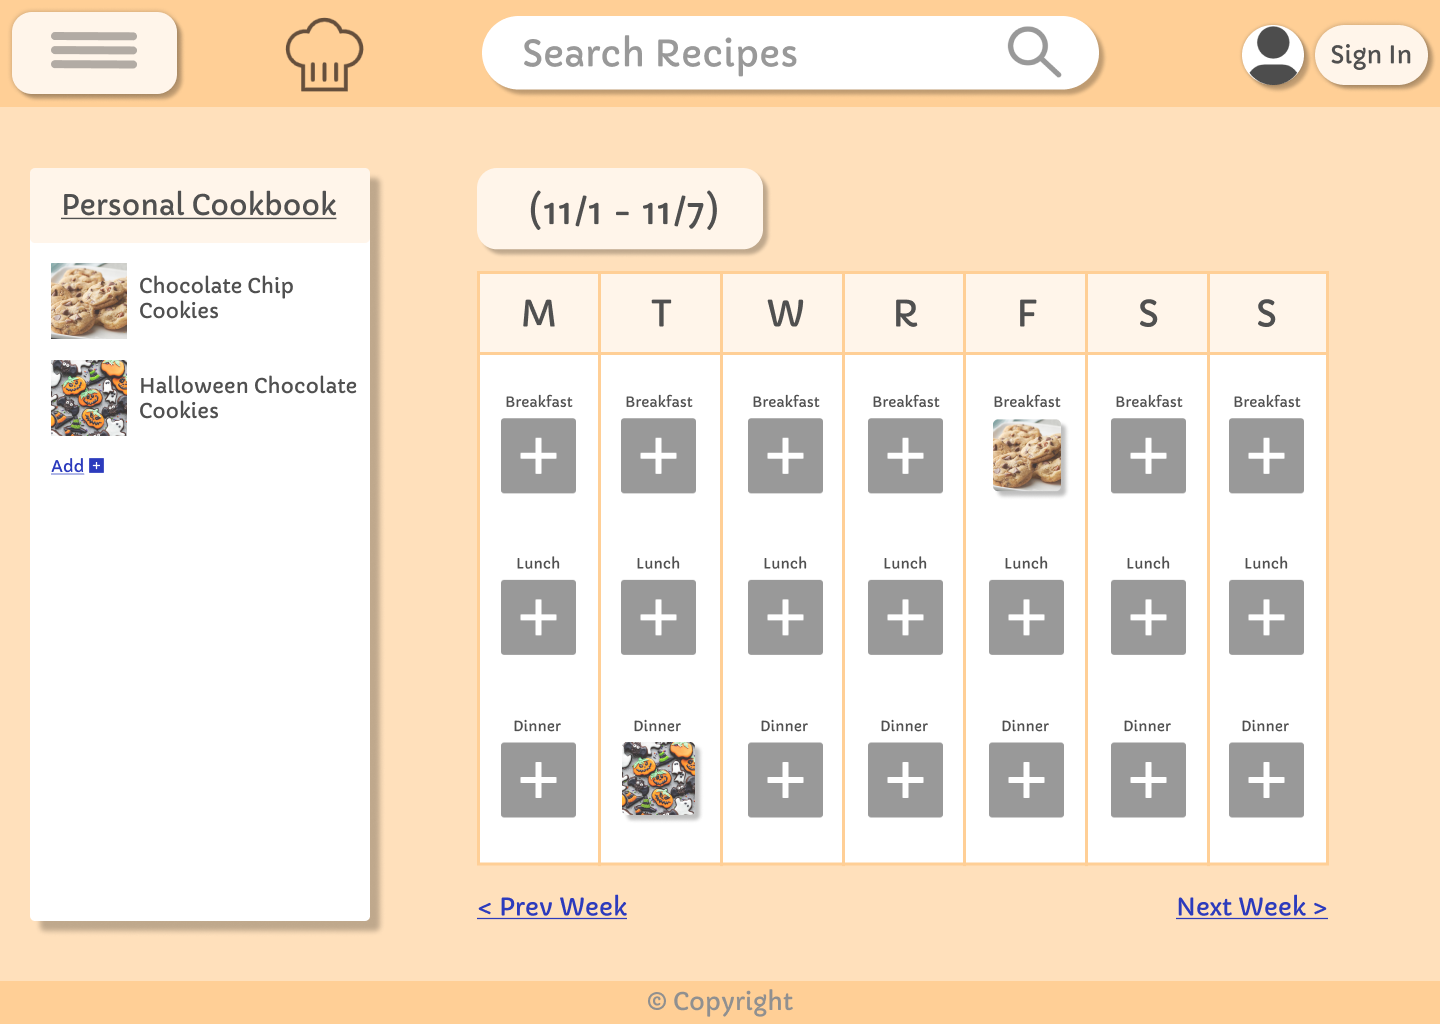 Search Recipes
Sign In
Personal Cookbook
Chocolate Chip
Cookies
Halloween Chocolate
Cookies
Add
(11/1 - 11/7)
M T W R F S S
Breakfast Breakfast Breakfast Breakfast Breakfast Breakfast Breakfast
Lunch Lunch Lunch Lunch Lunch Lunch Lunch
Dinner Dinner Dinner Dinner Dinner Dinner Dinner
< Prev Week
Next Week >
© Copyright